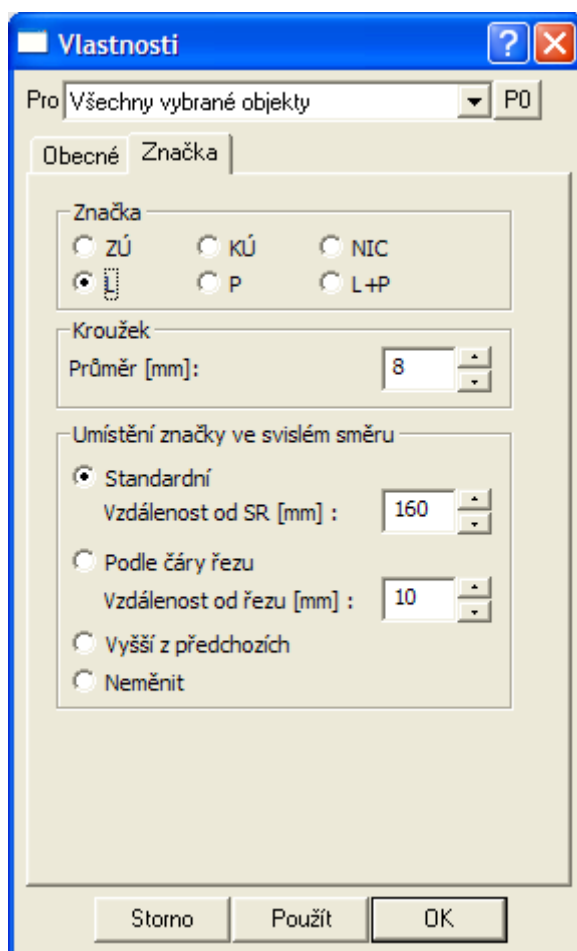 Vlastnosti
Pro Všechny vybrané objekty P0
Obecné Značka
Značka
ZÚ KÚ NIC
L P L+P
Kroužek
Průměr [mm]: 8
Umístění značky ve svislém směru
Standardní
Vzdálenost od SR [mm] : 160
Podle čáry řezu
Vzdálenost od řezu [mm] : 10
Vyšší z předchozích
Neměnit
Storno Použít OK